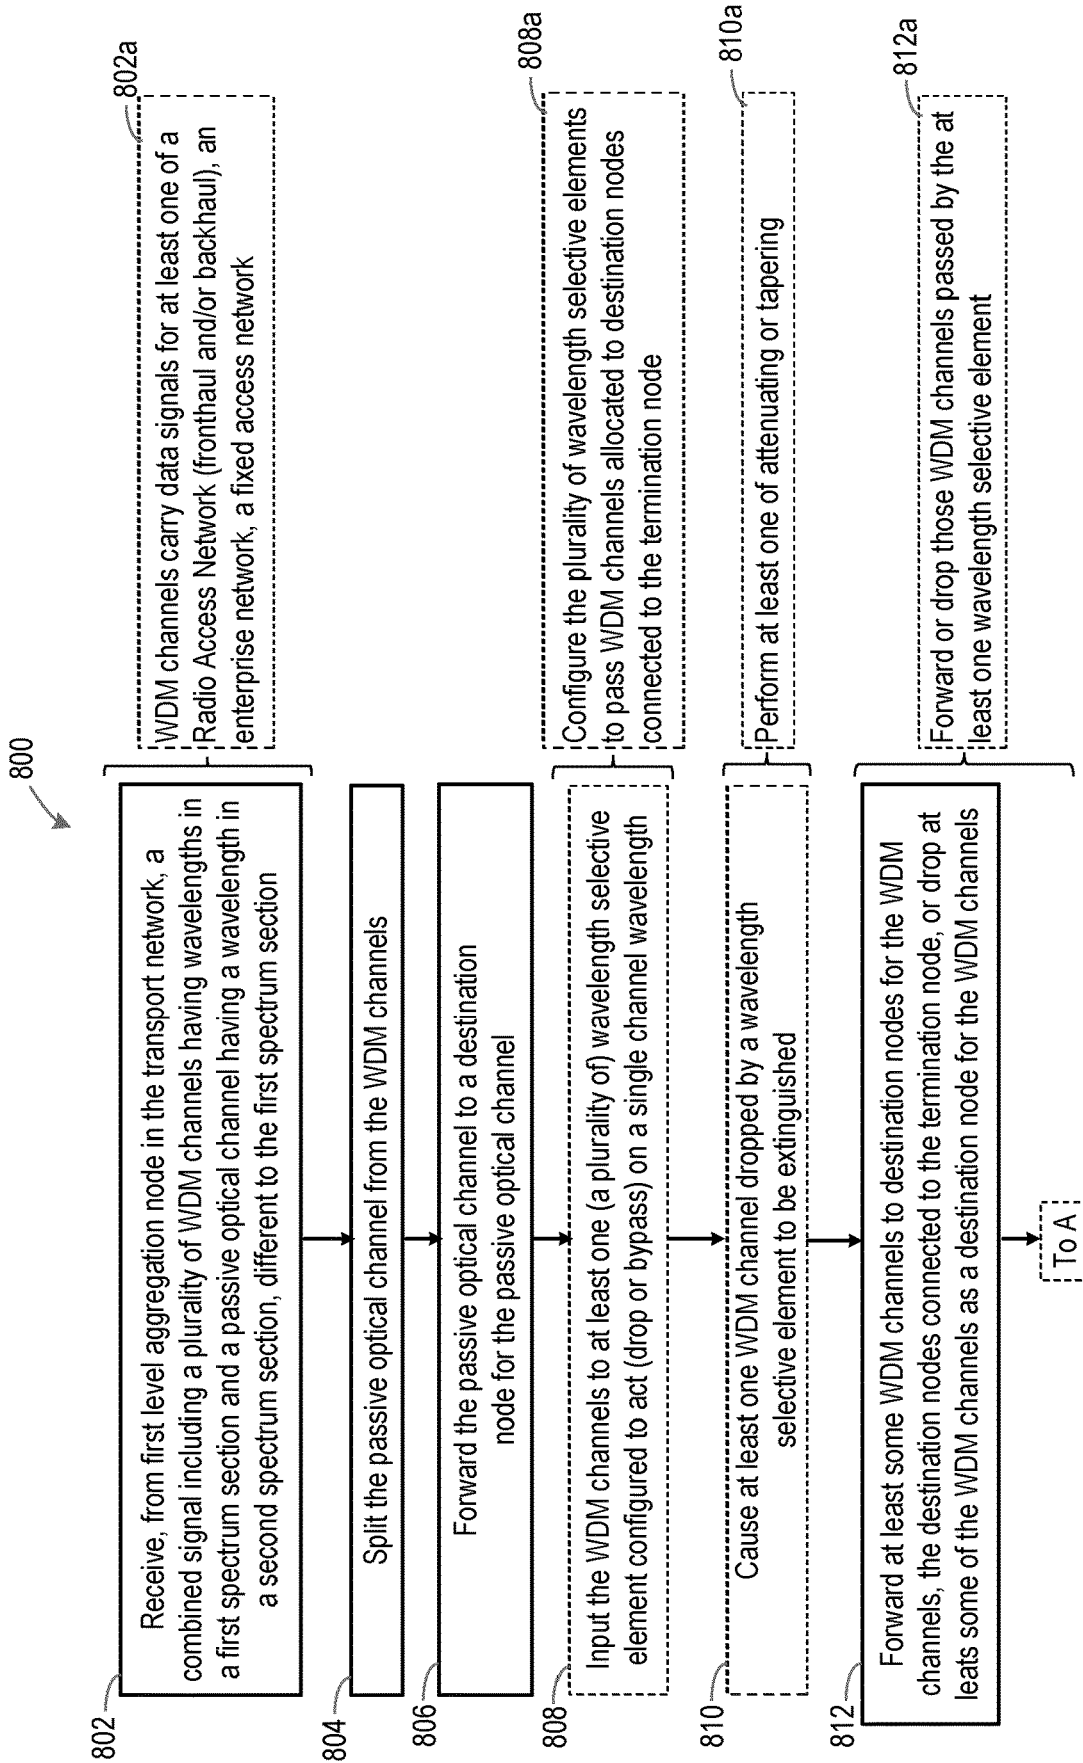 800
802
Receive, from first level aggregation node in the transport network, a
combined signal including a plurality of WDM channels having wavelengths in
a first spectrum section and a passive optical channel having a wavelength in
a second spectrum section, different to the first spectrum section
802a
WDM channels carry data signals for at least one of a
Radio Access Network (fronthaul and/or backhaul), an
enterprise network, a fixed access network
804
Split the passive optical channel from the WDM channels
806
Forward the passive optical channel to a destination
node for the passive optical channel
808
Input the WDM channels to at least one (a plurality of) wavelength selective
element configured to act (drop or bypass) on a single channel wavelength
808a
Configure the plurality of wavelength selective elements
to pass WDM channels allocated to destination nodes
connected to the termination node
810
Cause at least one WDM channel dropped by a wavelength
selective element to be extinguished
810a
Perform at least one of attenuating or tapering
812
Forward at least some WDM channels to destination nodes for the WDM
channels, the destination nodes connected to the termination node, or drop at
leats some of the WDM channels as a destination node for the WDM channels
812a
Forward or drop those WDM channels passed by the at
least one wavelength selective element
To A